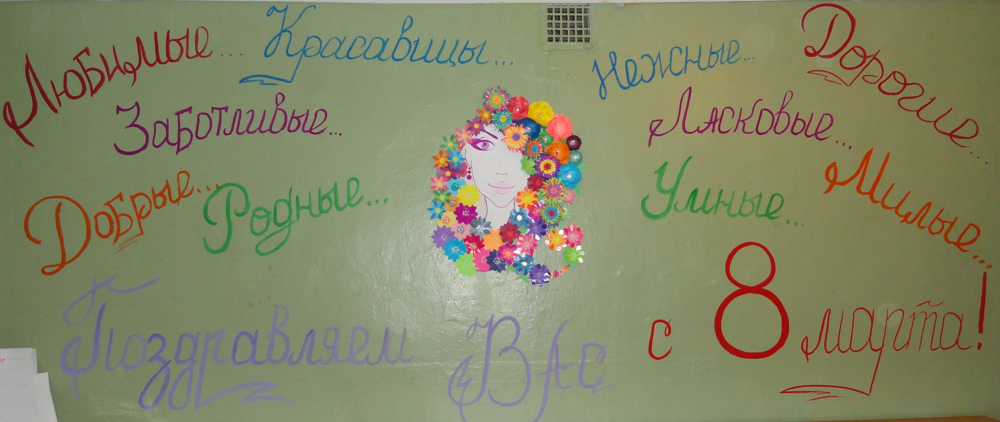 Любимые... Красавицы... Нежные... Дорогие...
Заботливые... Ласковые...
Добрые... Родные... Умные... Милые...
Поздравляем Вас с 8 марта!